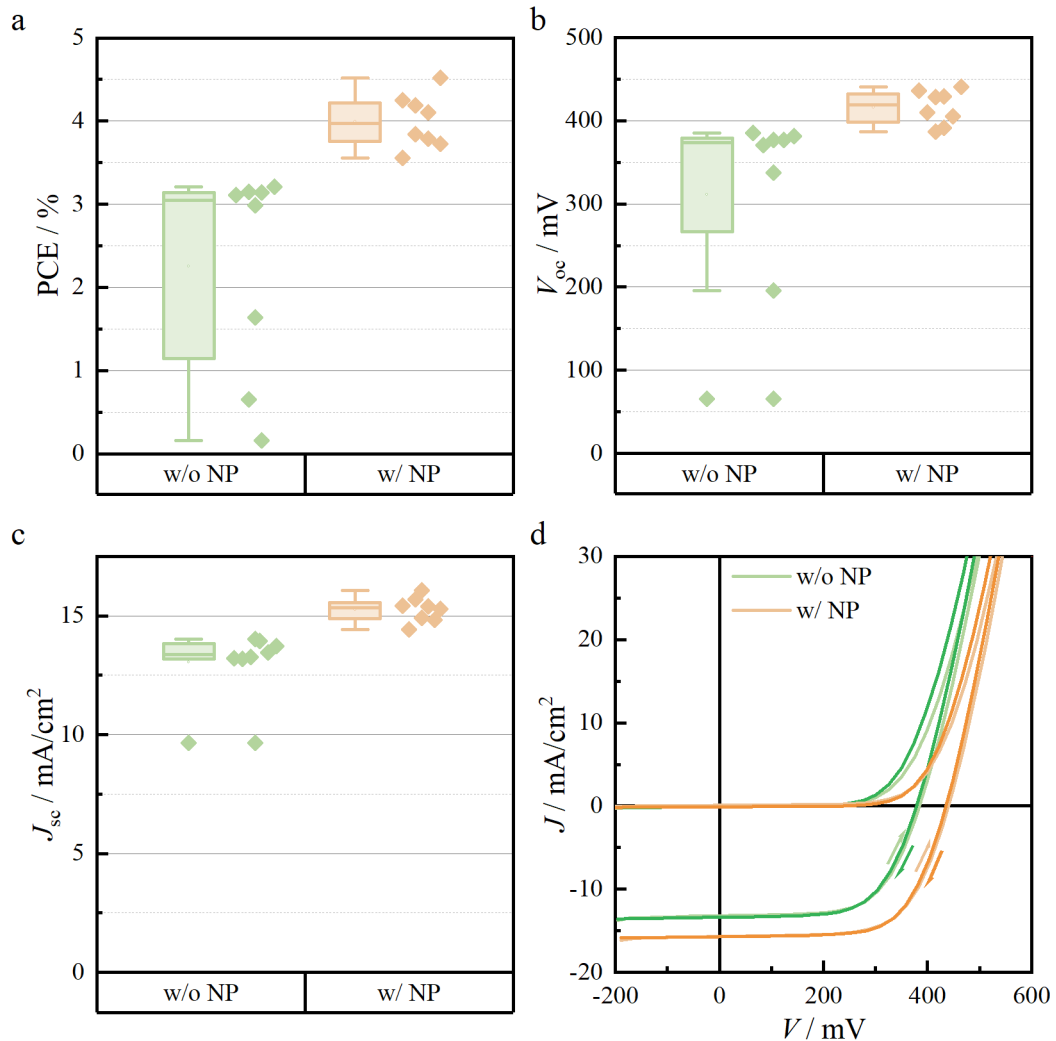 a
5
4
3
2
1
0
PCE / %
w/o NP
w/ NP
b
500
400
300
200
100
0
Voc / mV
w/o NP
w/ NP
c
15
10
5
0
Jsc / mA/cm²
w/o NP
w/ NP
d
30
20
10
0
-10
-20
J / mA/cm²
w/o NP
w/ NP
-200
0
200
400
600
V / mV